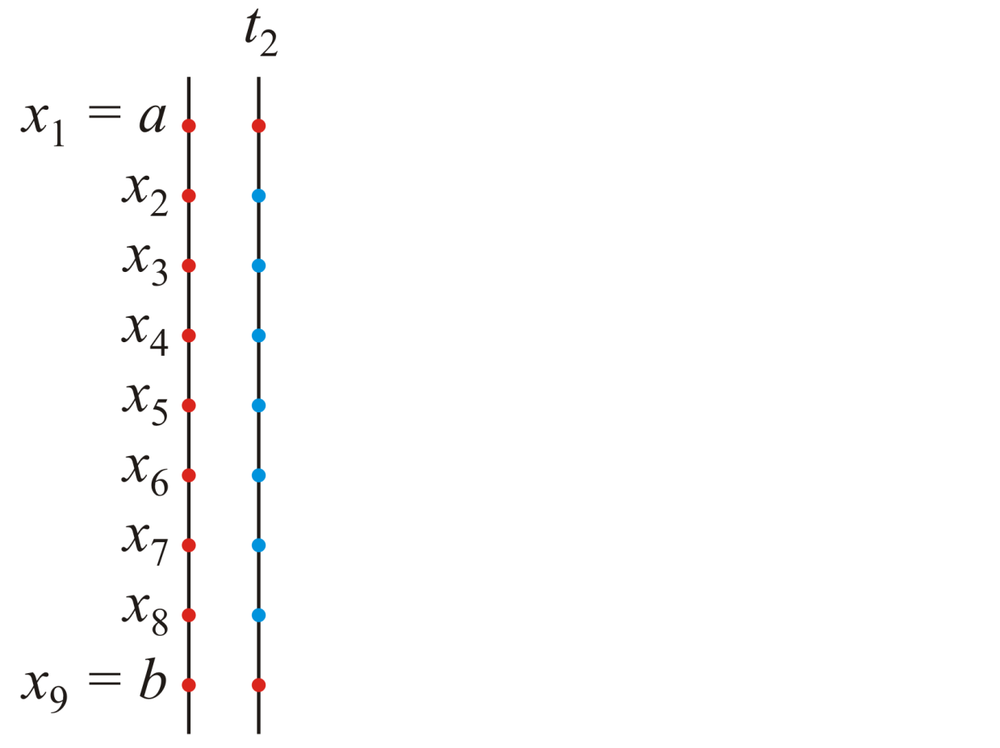 t₂
x₁ = a
x₂
x₃
x₄
x₅
x₆
x₇
x₈
x₉ = b